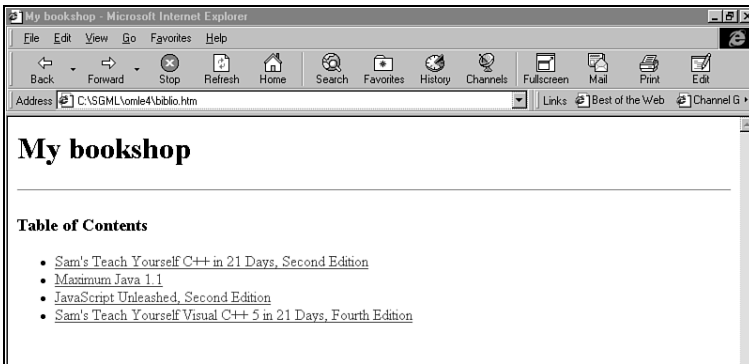 My bookshop - Microsoft Internet Explorer
File Edit View Go Favorites Help
Back Forward Stop Refresh Home Search Favorites History Channels Fullscreen Mail Print Edit
Address C:\SGML\omle4\biblio.htm Links Best of the Web Channel G
My bookshop
Table of Contents
• Sam's Teach Yourself C++ in 21 Days, Second Edition
• Maximum Java 1.1
• JavaScript Unleashed, Second Edition
• Sam's Teach Yourself Visual C++ 5 in 21 Days, Fourth Edition